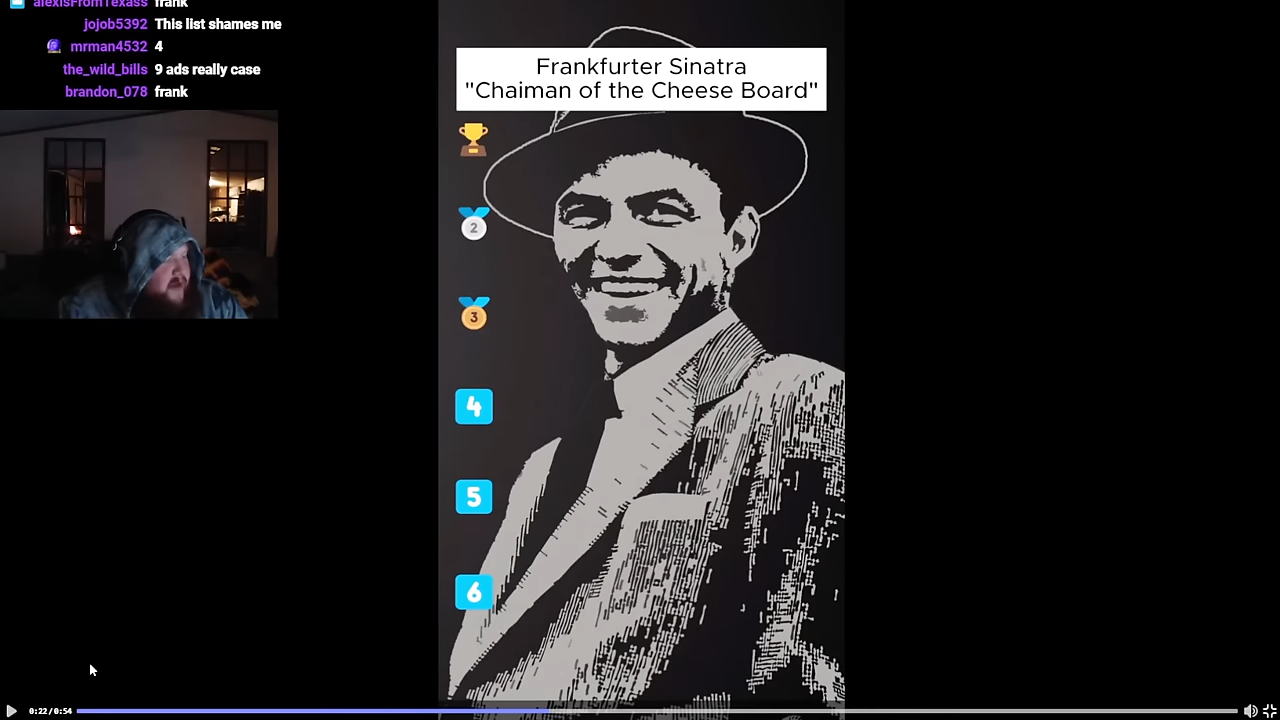 alexisFromTexass frank
jojob5392 This list shames me
mrman4532 4
the_wild_bills 9 ads really case
brandon_078 frank
Frankfurter Sinatra
"Chaiman of the Cheese Board"
2
3
4
5
6
0:22/0:54